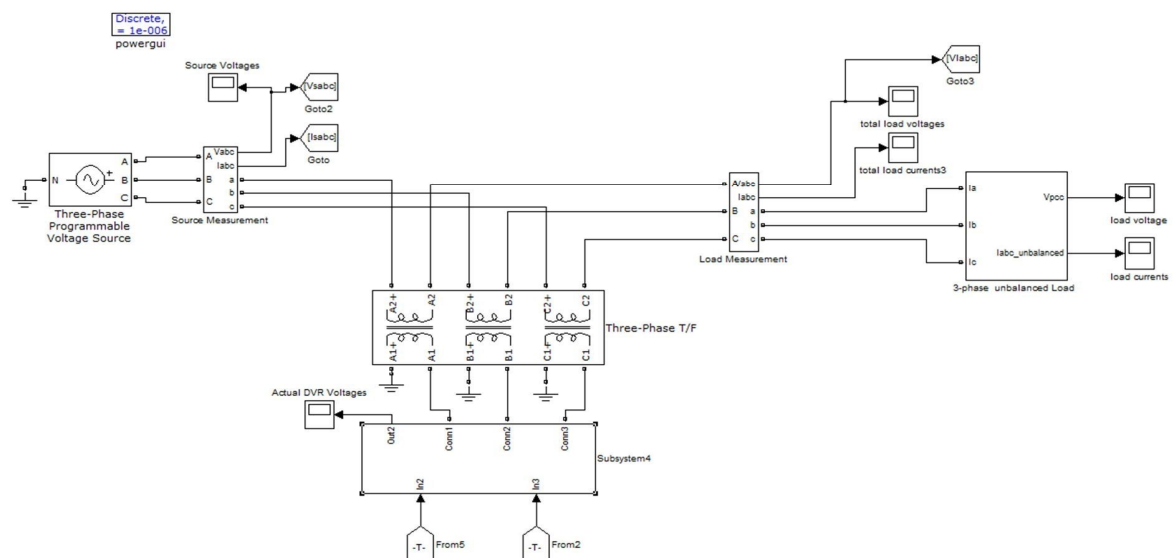 Discrete,
= 1e-006
powergui
Source Voltages
[Vsabc]
Goto2
[Isabc]
Goto
[Vlabc]
Goto3
total load voltages
total load currents3
N
+
A
B
C
Three-Phase
Programmable
Voltage Source
A
B
C
Vabc
Iabc
a
b
c
Source Measurement
A
B
C
Vabc
Iabc
a
b
c
Load Measurement
Ia
Ib
Ic
Vpcc
Iabc_unbalanced
3-phase unbalanced Load
load voltage
load currents
A2+
A2
B2+
B2
C2+
C2
A1+
A1
B1+
B1
C1+
C1
Three-Phase T/F
Actual DVR Voltages
Out2
Conn1
Conn2
Conn3
In2
In3
Subsystem4
-T-
From5
-T-
From2